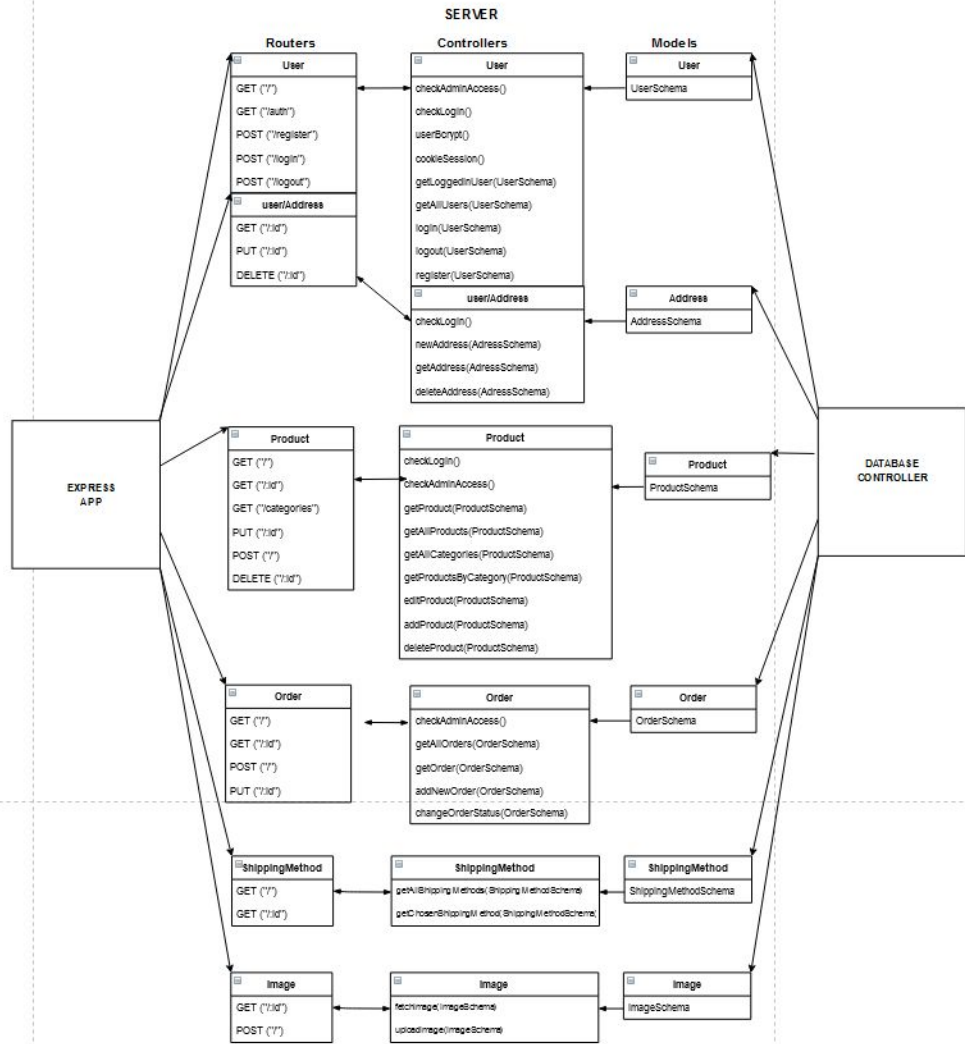 SERVER
Routers
Controllers
Models
User
GET ("/")
GET ("/auth")
POST ("/register")
POST ("/login")
POST ("/logout")
user/Address
GET ("/:id")
PUT ("/:id")
DELETE ("/:id")
User
checkAdminAccess()
checkLogin()
userBcrypt()
cookieSession()
getLoggedInUser(UserSchema)
getAllUsers(UserSchema)
login(UserSchema)
logout(UserSchema)
register(UserSchema)
user/Address
checkLogin()
newAddress(AdressSchema)
getAddress(AdressSchema)
deleteAddress(AdressSchema)
User
UserSchema
Address
AddressSchema
EXPRESS
APP
Product
GET ("/")
GET ("/:id")
GET ("/categories")
PUT ("/:id")
POST ("/")
DELETE ("/:id")
Product
checkLogin()
checkAdminAccess()
getProduct(ProductSchema)
getAllProducts(ProductSchema)
getAllCategories(ProductSchema)
getProductsByCategory(ProductSchema)
editProduct(ProductSchema)
addProduct(ProductSchema)
deleteProduct(ProductSchema)
Product
ProductSchema
DATABASE
CONTROLLER
Order
GET ("/")
GET ("/:id")
POST ("/")
PUT ("/:id")
Order
checkAdminAccess()
getAllOrders(OrderSchema)
getOrder(OrderSchema)
addNewOrder(OrderSchema)
changeOrderStatus(OrderSchema)
Order
OrderSchema
ShippingMethod
GET ("/")
GET ("/:id")
ShippingMethod
getAllShippingMethods(ShippingMethodSchema)
getChosenShippingMethod(ShippingMethodSchema)
ShippingMethod
ShippingMethodSchema
Image
GET ("/:id")
POST ("/")
Image
fetchImage(ImageSchema)
uploadImage(ImageSchema)
Image
ImageSchema